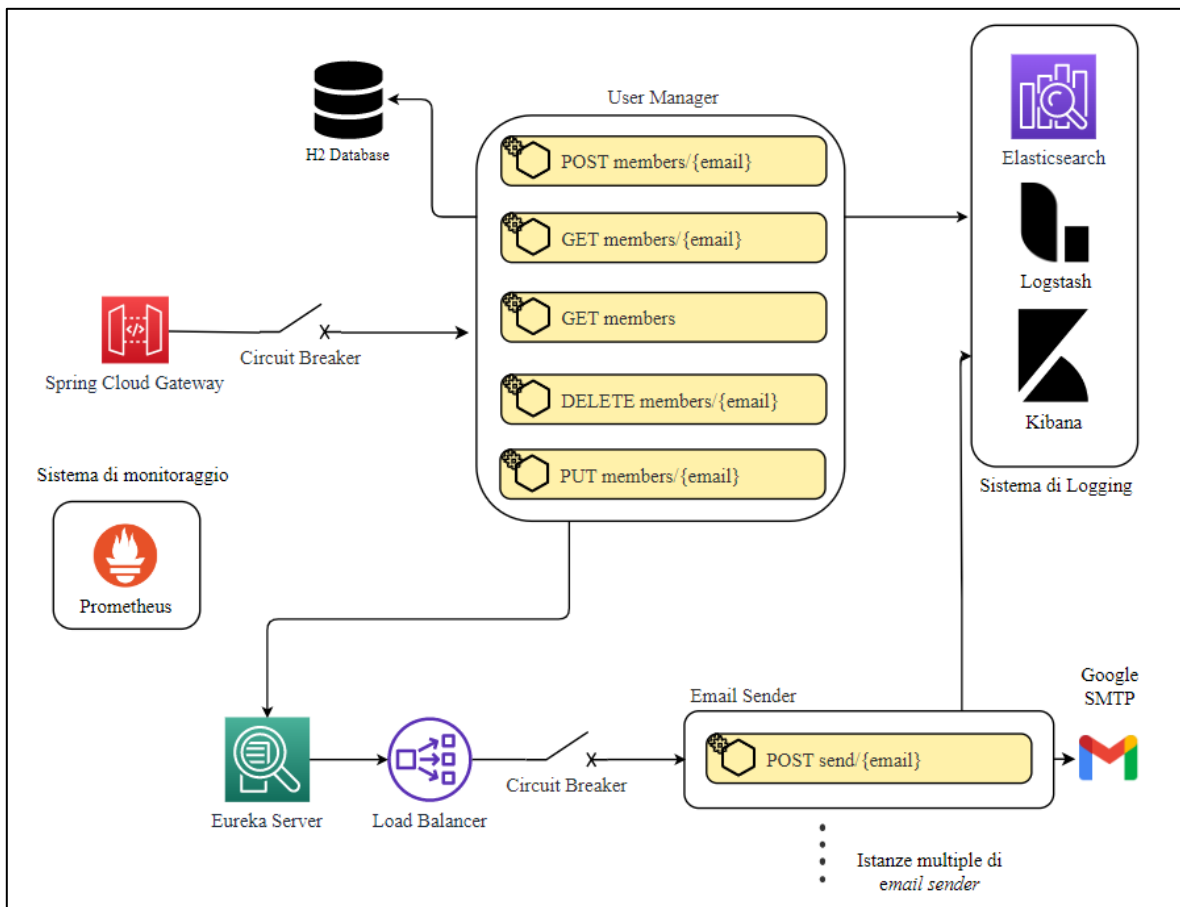 User Manager
H2 Database
POST members/{email}
GET members/{email}
GET members
DELETE members/{email}
PUT members/{email}
Elasticsearch
Logstash
Kibana
Sistema di Logging
Spring Cloud Gateway
Circuit Breaker
Sistema di monitoraggio
Prometheus
Eureka Server
Load Balancer
Circuit Breaker
Email Sender
POST send/{email}
Google
SMTP
Istanze multiple di
email sender